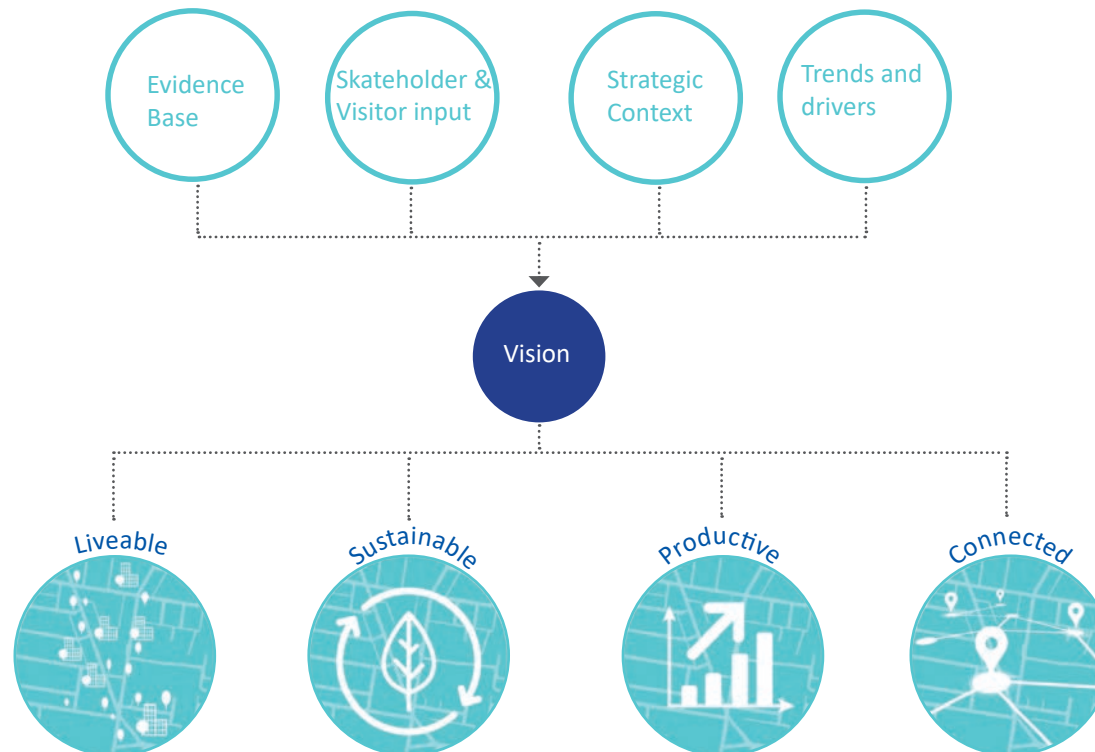 Evidence
Base
Skateholder &
Visitor input
Strategic
Context
Trends and
drivers
Vision
Liveable
Sustainable
Productive
Connected